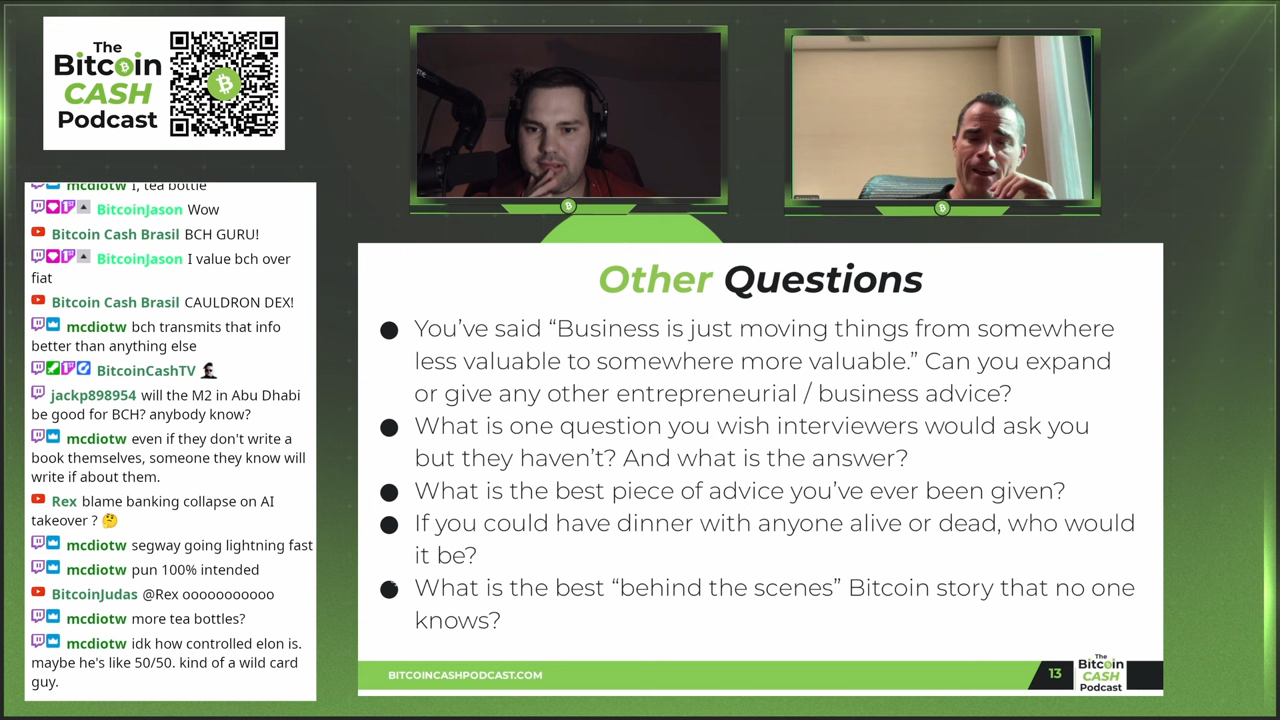 The
Bitcoin
CASH
Podcast
mcdiotw I, tea bottle
BitcoinJason Wow
Bitcoin Cash Brasil BCH GURU!
BitcoinJason I value bch over
fiat
Bitcoin Cash Brasil CAULDRON DEX!
mcdiotw bch transmits that info
better than anything else
BitcoinCashTV
jackp898954 will the M2 in Abu Dhabi
be good for BCH? anybody know?
mcdiotw even if they don't write a
book themselves, someone they know will
write if about them.
Rex blame banking collapse on AI
takeover ? 🤔
mcdiotw segway going lightning fast
mcdiotw pun 100% intended
BitcoinJudas @Rex ooooooooooo
mcdiotw more tea bottles?
mcdiotw idk how controlled elon is.
maybe he's like 50/50. kind of a wild card
guy.
Other Questions
● You've said “Business is just moving things from somewhere
less valuable to somewhere more valuable.” Can you expand
or give any other entrepreneurial / business advice?
● What is one question you wish interviewers would ask you
but they haven't? And what is the answer?
● What is the best piece of advice you've ever been given?
● If you could have dinner with anyone alive or dead, who would
it be?
● What is the best “behind the scenes” Bitcoin story that no one
knows?
BITCOINCASHPODCAST.COM
13
The
Bitcoin
CASH
Podcast